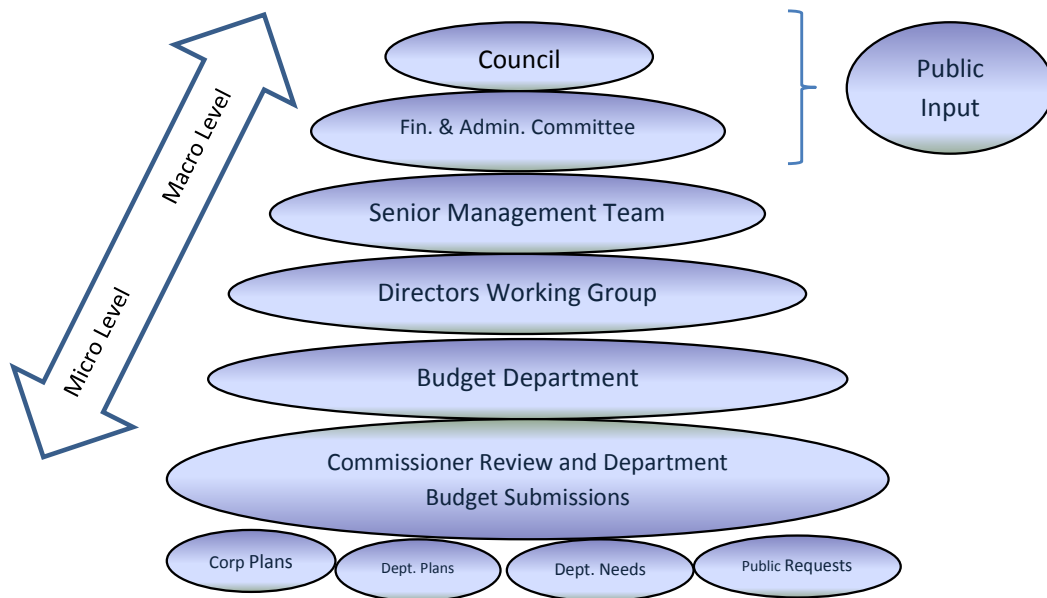 Council
Public
Input
Fin. & Admin. Committee
Macro Level
Senior Management Team
Directors Working Group
Micro Level
Budget Department
Commissioner Review and Department
Budget Submissions
Corp Plans
Dept. Plans
Dept. Needs
Public Requests